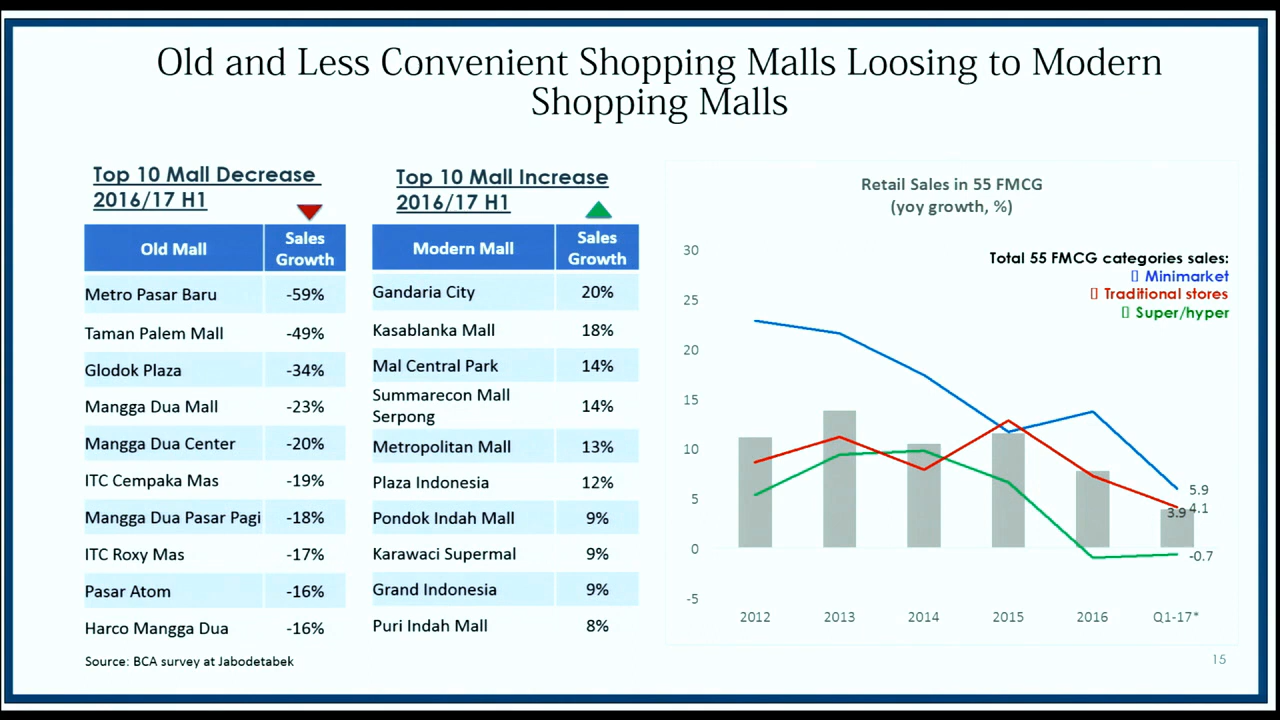 Old and Less Convenient Shopping Malls Loosing to Modern
Shopping Malls
Top 10 Mall Decrease
2016/17 H1
Old Mall
Sales
Growth
Metro Pasar Baru -59%
Taman Palem Mall -49%
Glodok Plaza -34%
Mangga Dua Mall -23%
Mangga Dua Center -20%
ITC Cempaka Mas -19%
Mangga Dua Pasar Pagi -18%
ITC Roxy Mas -17%
Pasar Atom -16%
Harco Mangga Dua -16%
Source: BCA survey at Jabodetabek
Top 10 Mall Increase
2016/17 H1
Modern Mall
Sales
Growth
Gandaria City 20%
Kasablanka Mall 18%
Mal Central Park 14%
Summarecon Mall
Serpong
14%
Metropolitan Mall 13%
Plaza Indonesia 12%
Pondok Indah Mall 9%
Karawaci Supermal 9%
Grand Indonesia 9%
Puri Indah Mall 8%
Retail Sales in 55 FMCG
(yoy growth, %)
Total 55 FMCG categories sales:
Minimarket
Traditional stores
Super/hyper
30
25
20
15
10
5
0
-5
5.9
4.1
3.9
-0.7
2012 2013 2014 2015 2016 Q1-17*
15